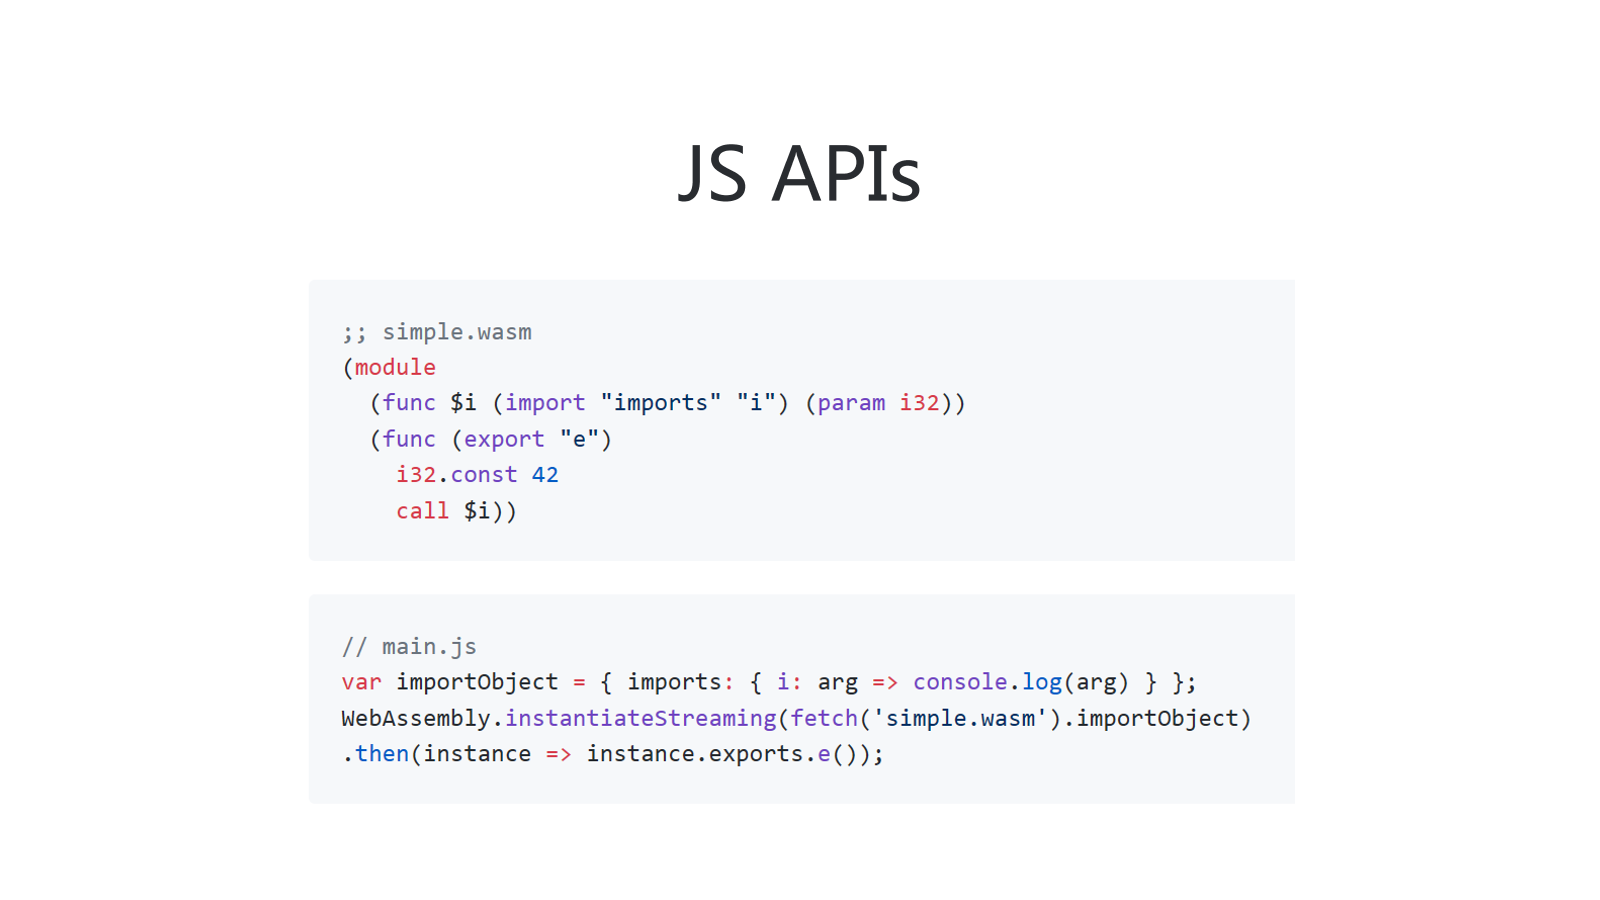 JS APIs
;; simple.wasm
(module
  (func $i (import "imports" "i") (param i32))
  (func (export "e")
    i32.const 42
    call $i))
// main.js
var importObject = { imports: { i: arg => console.log(arg) } };
WebAssembly.instantiateStreaming(fetch('simple.wasm').importObject)
.then(instance => instance.exports.e());